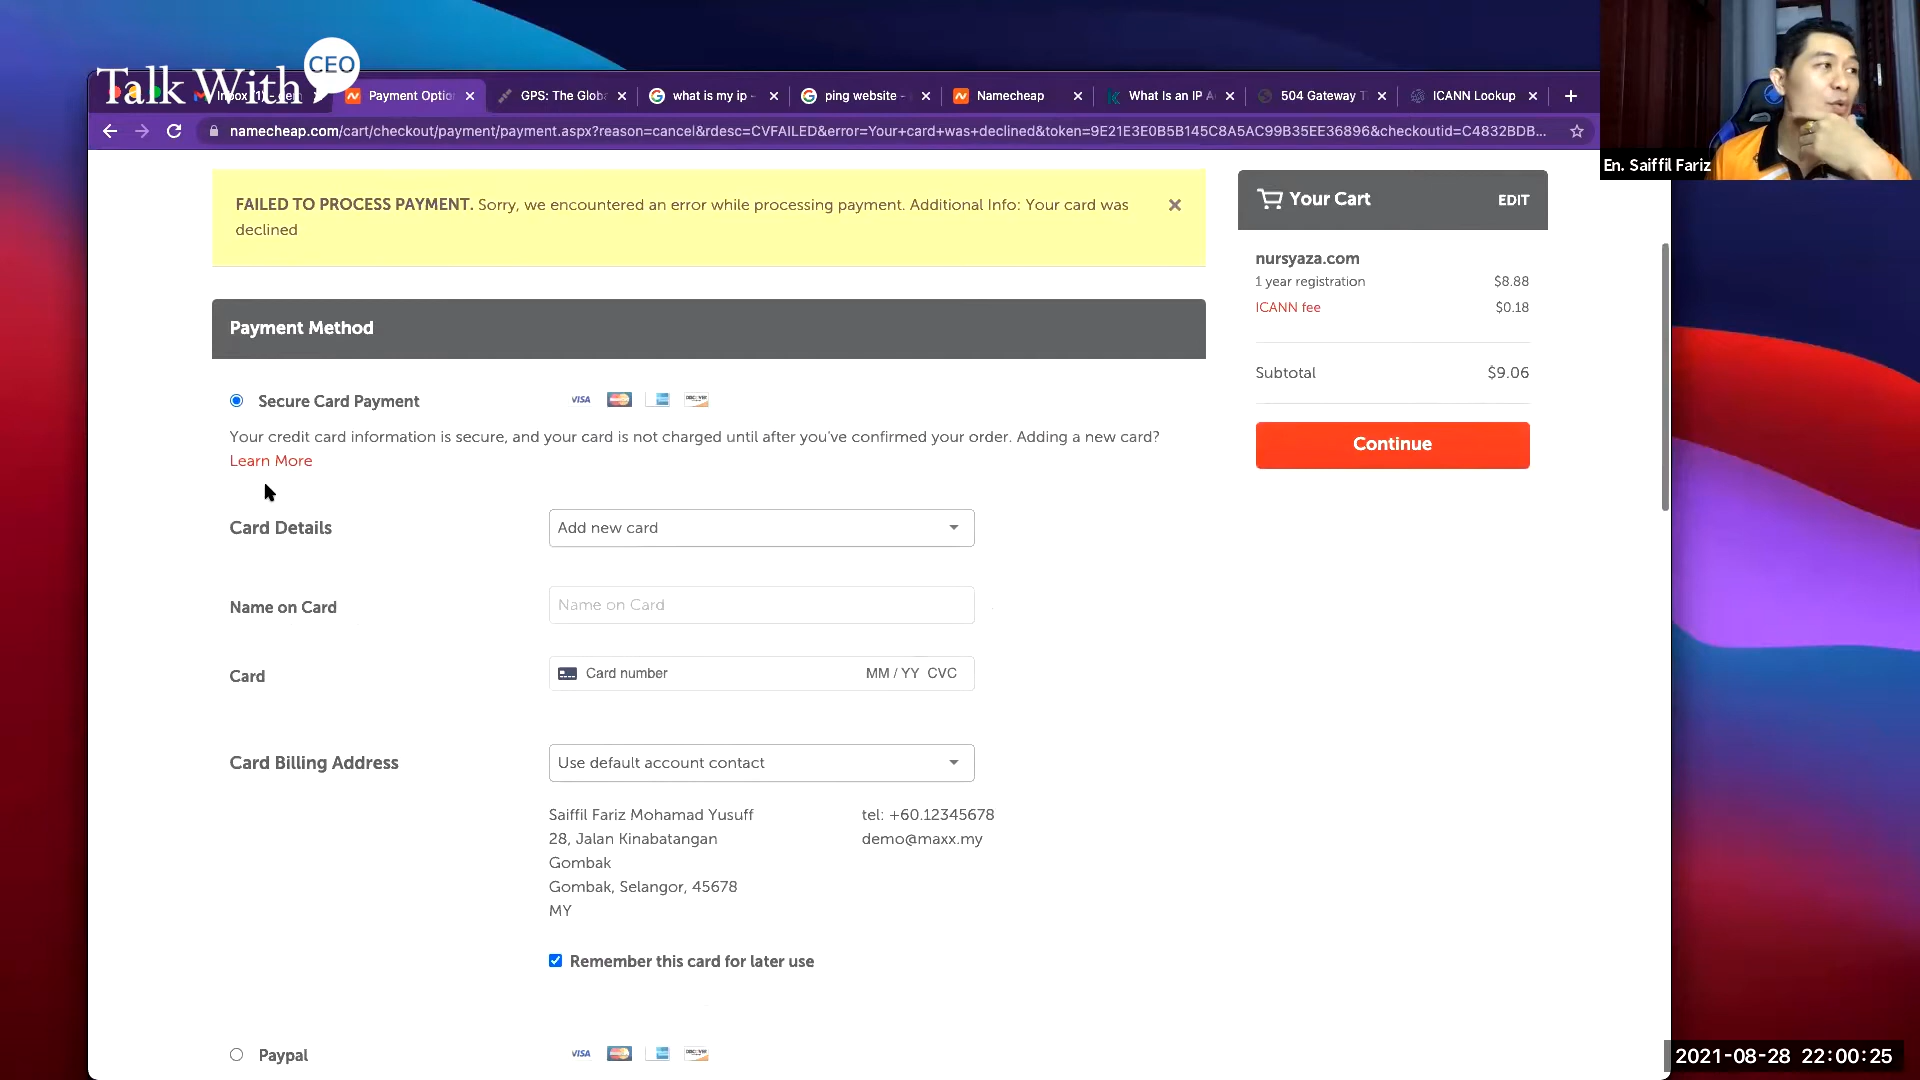 Talk With CEO
Inbox (1) - dem
Payment Optio
GPS: The Globa
what is my ip -
ping website -
Namecheap
What Is an IP A
504 Gateway T
ICANN Lookup
namecheap.com/cart/checkout/payment/payment.aspx?reason=cancel&rdesc=CVFAILED&error=Your+card+was+declined&token=9E21E3E0B5B145C8A5AC99B35EE36896&checkoutid=C4832BDB...
En. Saiffil Fariz
FAILED TO PROCESS PAYMENT. Sorry, we encountered an error while processing payment. Additional Info: Your card was
declined
Your Cart
EDIT
nursyaza.com
1 year registration $8.88
ICANN fee $0.18
Subtotal $9.06
Continue
Payment Method
Secure Card Payment
VISA
DISCOVER
Your credit card information is secure, and your card is not charged until after you've confirmed your order. Adding a new card?
Learn More
Card Details
Add new card
Name on Card
Name on Card
Card
Card number MM / YY CVC
Card Billing Address
Use default account contact
Saiffil Fariz Mohamad Yusuff
28, Jalan Kinabatangan
Gombak
Gombak, Selangor, 45678
MY
tel: +60.12345678
demo@maxx.my
Remember this card for later use
Paypal
VISA
DISCOVER
2021-08-28 22:00:25